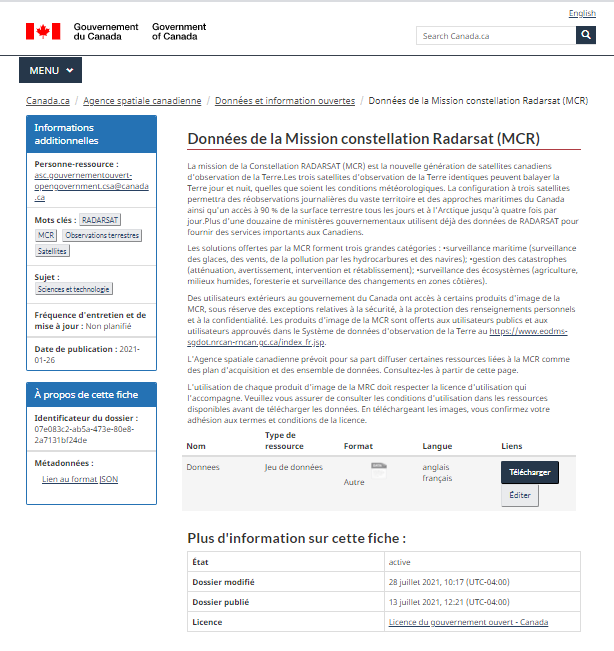 English
Gouvernement
du Canada
Government
of Canada
Search Canada.ca
MENU
Canada.ca / Agence spatiale canadienne / Données et information ouvertes / Données de la Mission constellation Radarsat (MCR)
Informations
additionnelles
Personne-ressource :
asc.gouvernementouvert-
opengovernment.csa@canada
.ca
Mots clés : RADARSAT
MCR Observations terrestres
Satellites
Sujet :
Sciences et technologie
Fréquence d'entretien et de
mise à jour : Non planifié
Date de publication : 2021-
01-26
À propos de cette fiche
Identificateur du dossier :
07e083c2-ab5a-473e-80e8-
2a7131bf24de
Métadonnées :
Lien au format JSON
Données de la Mission constellation Radarsat (MCR)
La mission de la Constellation RADARSAT (MCR) est la nouvelle génération de satellites canadiens
d'observation de la Terre.Les trois satellites d'observation de la Terre identiques peuvent balayer la
Terre jour et nuit, quelles que soient les conditions météorologiques. La configuration à trois satellites
permettra des réobservations journalières du vaste territoire et des approches maritimes du Canada
ainsi qu'un accès à 90 % de la surface terrestre tous les jours et à l'Arctique jusqu'à quatre fois par
jour.Plus d'une douzaine de ministères gouvernementaux utilisent déjà des données de RADARSAT pour
fournir des services importants aux Canadiens.
Les solutions offertes par la MCR forment trois grandes catégories : •surveillance maritime (surveillance
des glaces, des vents, de la pollution par les hydrocarbures et des navires); •gestion des catastrophes
(atténuation, avertissement, intervention et rétablissement); •surveillance des écosystèmes (agriculture,
milieux humides, foresterie et surveillance des changements en zones côtières).
Des utilisateurs extérieurs au gouvernement du Canada ont accès à certains produits d'image de la
MCR, sous réserve des exceptions relatives à la sécurité, à la protection des renseignements personnels
et à la confidentialité. Les produits d'image de la MCR sont offerts aux utilisateurs publics et aux
utilisateurs approuvés dans le Système de données d'observation de la Terre au https://www.eodms-
sgdot.nrcan-rncan.gc.ca/index_fr.jsp.
L'Agence spatiale canadienne prévoit pour sa part diffuser certaines ressources liées à la MCR comme
des plan d'acquisition et des ensemble de données. Consultez-les à partir de cette page.
L'utilisation de chaque produit d'image de la MRC doit respecter la licence d'utilisation qui
l'accompagne. Veuillez vous assurer de consulter les conditions d'utilisation dans les ressources
disponibles avant de télécharger les données. En téléchargeant les images, vous confirmez votre
adhésion aux termes et conditions de la licence.
Nom Type de ressource Format Langue Liens
Donnees Jeu de données Autre anglais français Télécharger
Éditer
Plus d'information sur cette fiche :
État active
Dossier modifié 28 juillet 2021, 10:17 (UTC-04:00)
Dossier publié 13 juillet 2021, 12:21 (UTC-04:00)
Licence Licence du gouvernement ouvert - Canada